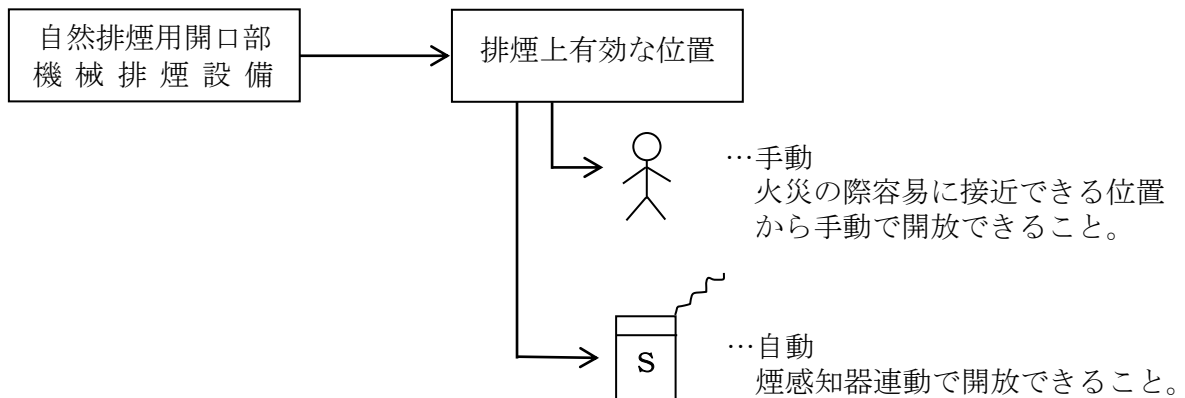 自然排煙用開口部
機械排煙設備
排煙上有効な位置
…手動
火災の際容易に接近できる位置
から手動で開放できること。
S
…自動
煙感知器連動で開放できること。